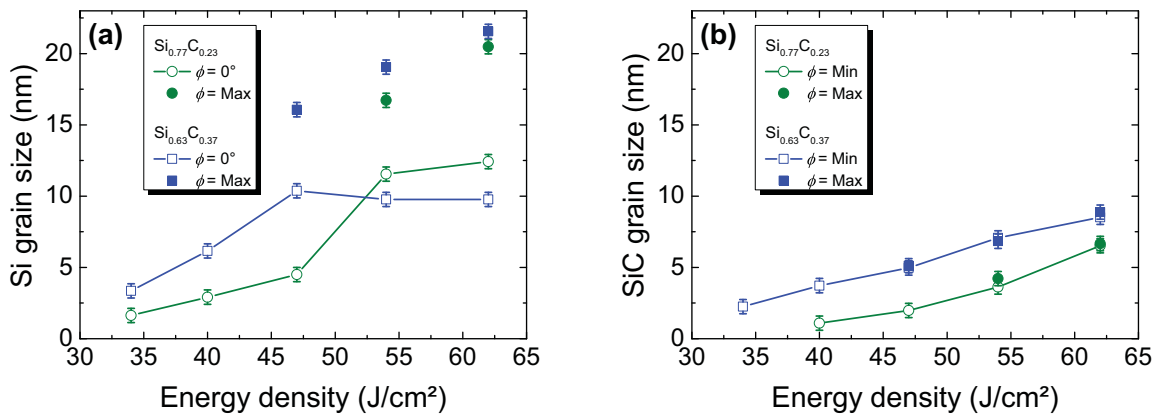 (a)
Si0.77C0.23
ϕ = 0°
ϕ = Max
Si0.63C0.37
ϕ = 0°
ϕ = Max
Si grain size (nm)
20
15
10
5
0
30 35 40 45 50 55 60 65
Energy density (J/cm²)
(b)
Si0.77C0.23
ϕ = Min
ϕ = Max
Si0.63C0.37
ϕ = Min
ϕ = Max
SiC grain size (nm)
20
15
10
5
0
30 35 40 45 50 55 60 65
Energy density (J/cm²)